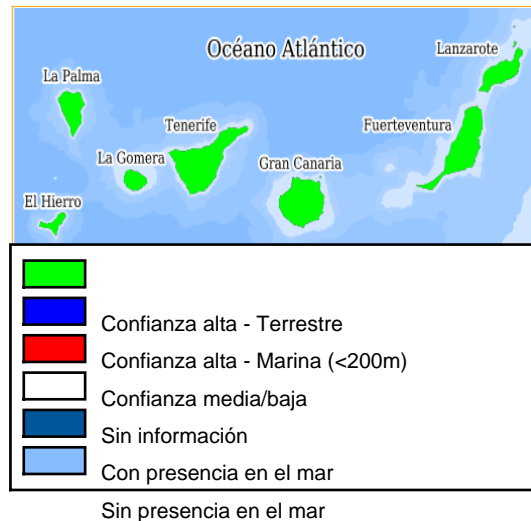 Océano Atlántico
Lanzarote
La Palma
Tenerife
Fuerteventura
La Gomera
Gran Canaria
El Hierro
Confianza alta - Terrestre
Confianza alta - Marina (<200m)
Confianza media/baja
Sin información
Con presencia en el mar
Sin presencia en el mar